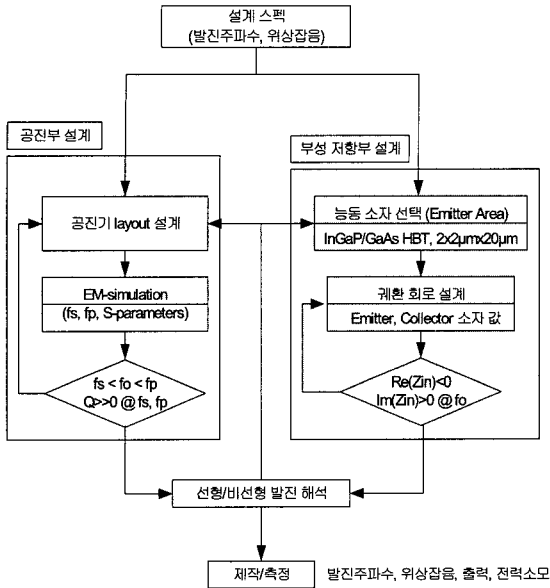 설계 스펙
(발진주파수, 위상잡음)
공진부 설계
공진기 layout 설계
EM-simulation
(fs, fp, S-parameters)
fs < fo < fp
Q>>0 @ fs, fp
부성 저항부 설계
능동 소자 선택 (Emitter Area)
InGaP/GaAs HBT, 2x2μmx20μm
궤환 회로 설계
Emitter, Collector 소자 값
Re(Zin)<0
Im(Zin)>0 @ fo
선형/비선형 발진 해석
제작/측정
발진주파수, 위상잡음, 출력, 전력소모